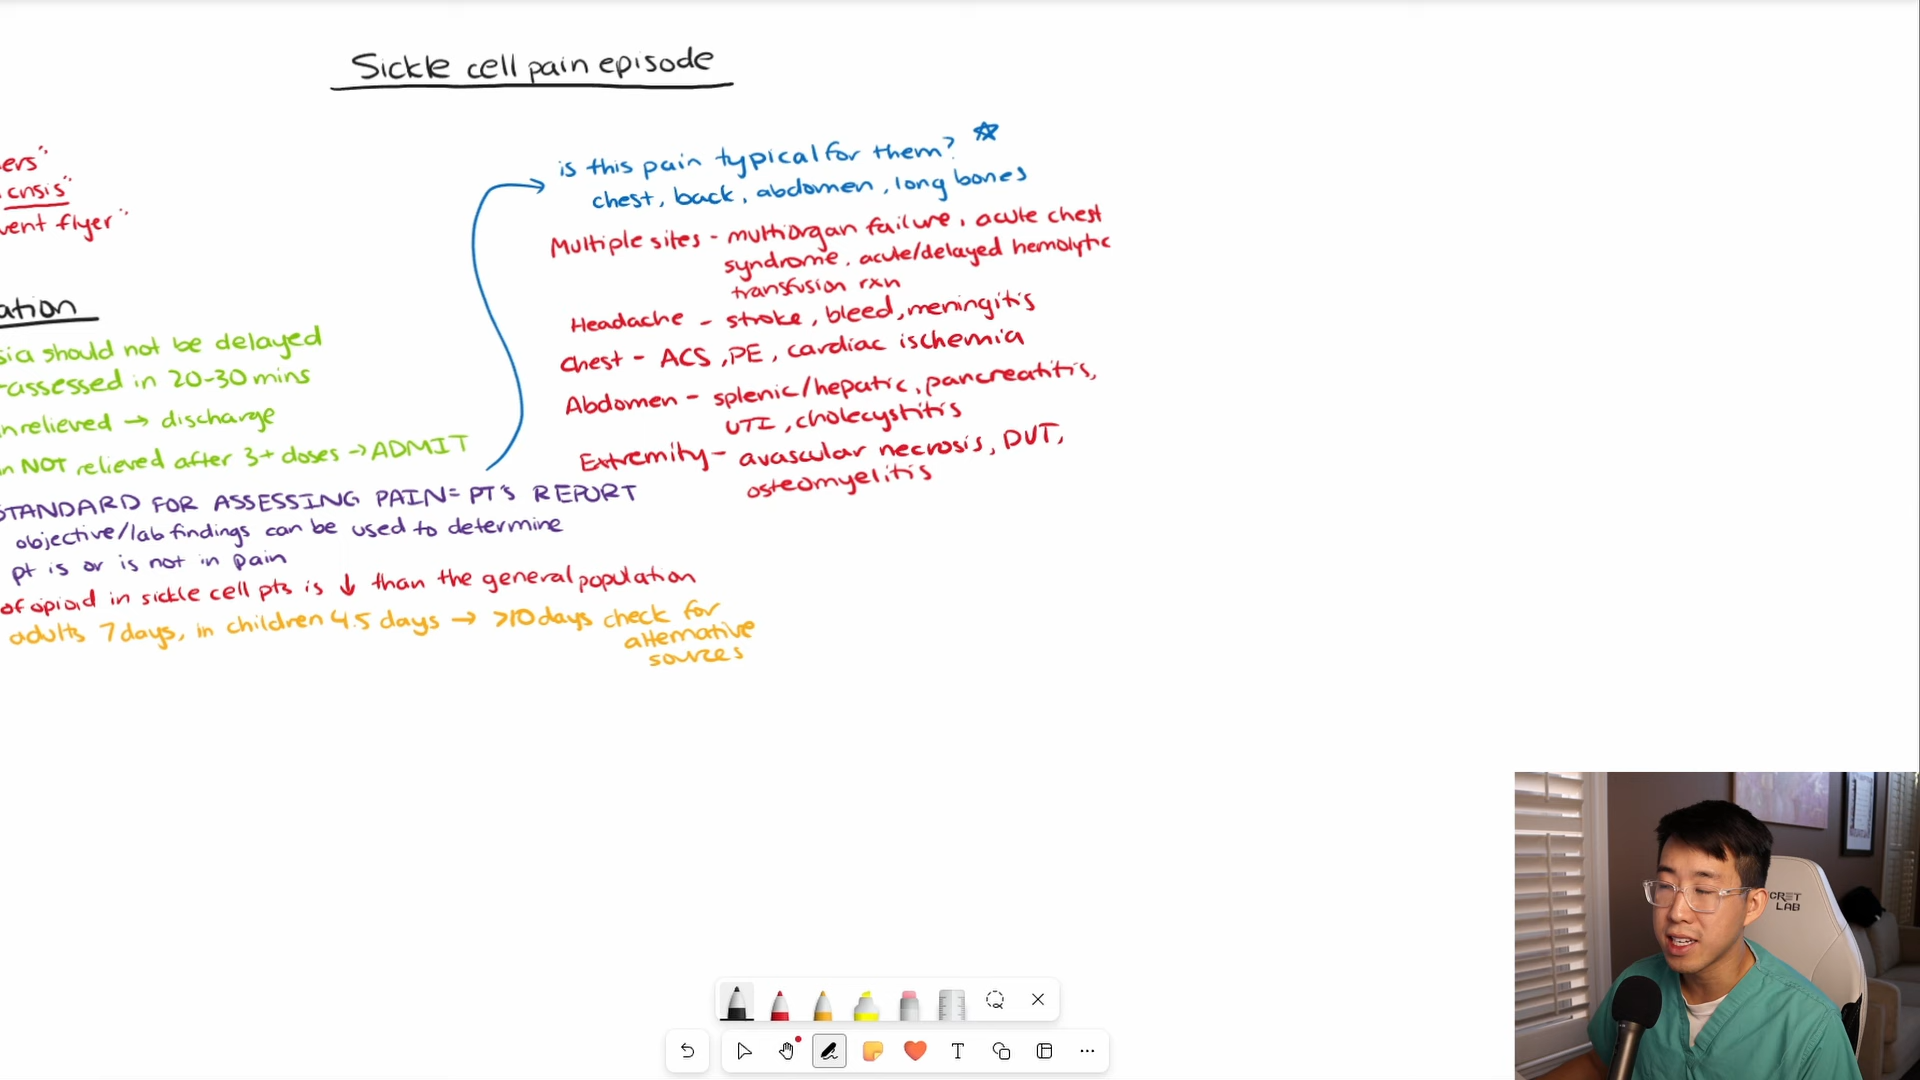 Sickle cell pain episode
ers"
crisis"
vent flyer"
ation
sia should not be delayed
-assessed in 20-30 mins
n relieved → discharge
n NOT relieved after 3+ doses → ADMIT
STANDARD FOR ASSESSING PAIN = PT'S REPORT
objective/lab findings can be used to determine
pt is or is not in pain
of opioid in sickle cell pts is ↓ than the general population
adults 7 days, in children 4.5 days → >10 days check for
alternative
sources
is this pain typical for them? ☆
chest, back, abdomen, long bones
Multiple sites - multiorgan failure, acute chest
syndrome, acute/delayed hemolytic
transfusion rxn
Headache - stroke, bleed, meningitis
Chest - ACS, PE, cardiac ischemia
Abdomen - splenic/hepatic, pancreatitis,
UTI, cholecystitis
Extremity - avascular necrosis, DVT,
osteomyelitis
T
CRET
LAB